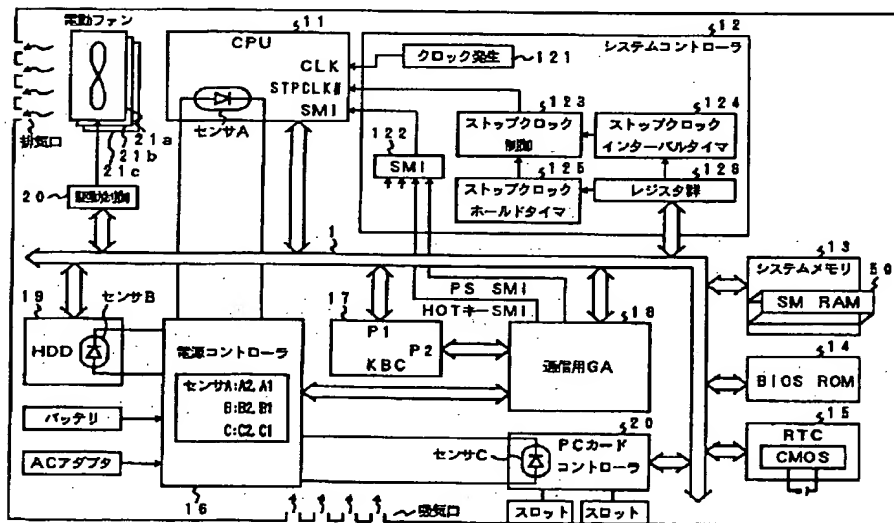 電動ファン
11
CPU
CLK
STPCLK#
SMI
センサA
排気口
21a
21b
21c
20
駆動制御
12
システムコントローラ
クロック発生
121
122
SMI
123
ストップクロック
制御
124
ストップクロック
インターバルタイマ
125
ストップクロック
ホールドタイマ
126
レジスタ群
1
13
システムメモリ
50
SM RAM
PS SMI
HOTキーSMI
19
センサB
HDD
17
P1
P2
KBC
18
通信用GA
14
BIOS ROM
電源コントローラ
センサA:A2,A1
B:B2,B1
C:C2,C1
バッテリ
ACアダプタ
16
吸気口
センサC
20
PCカード
コントローラ
スロット
スロット
15
RTC
CMOS